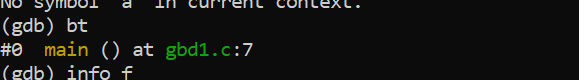 No symbol "a" in current context.
(gdb) bt
#0  main () at gbd1.c:7
(gdb) info f